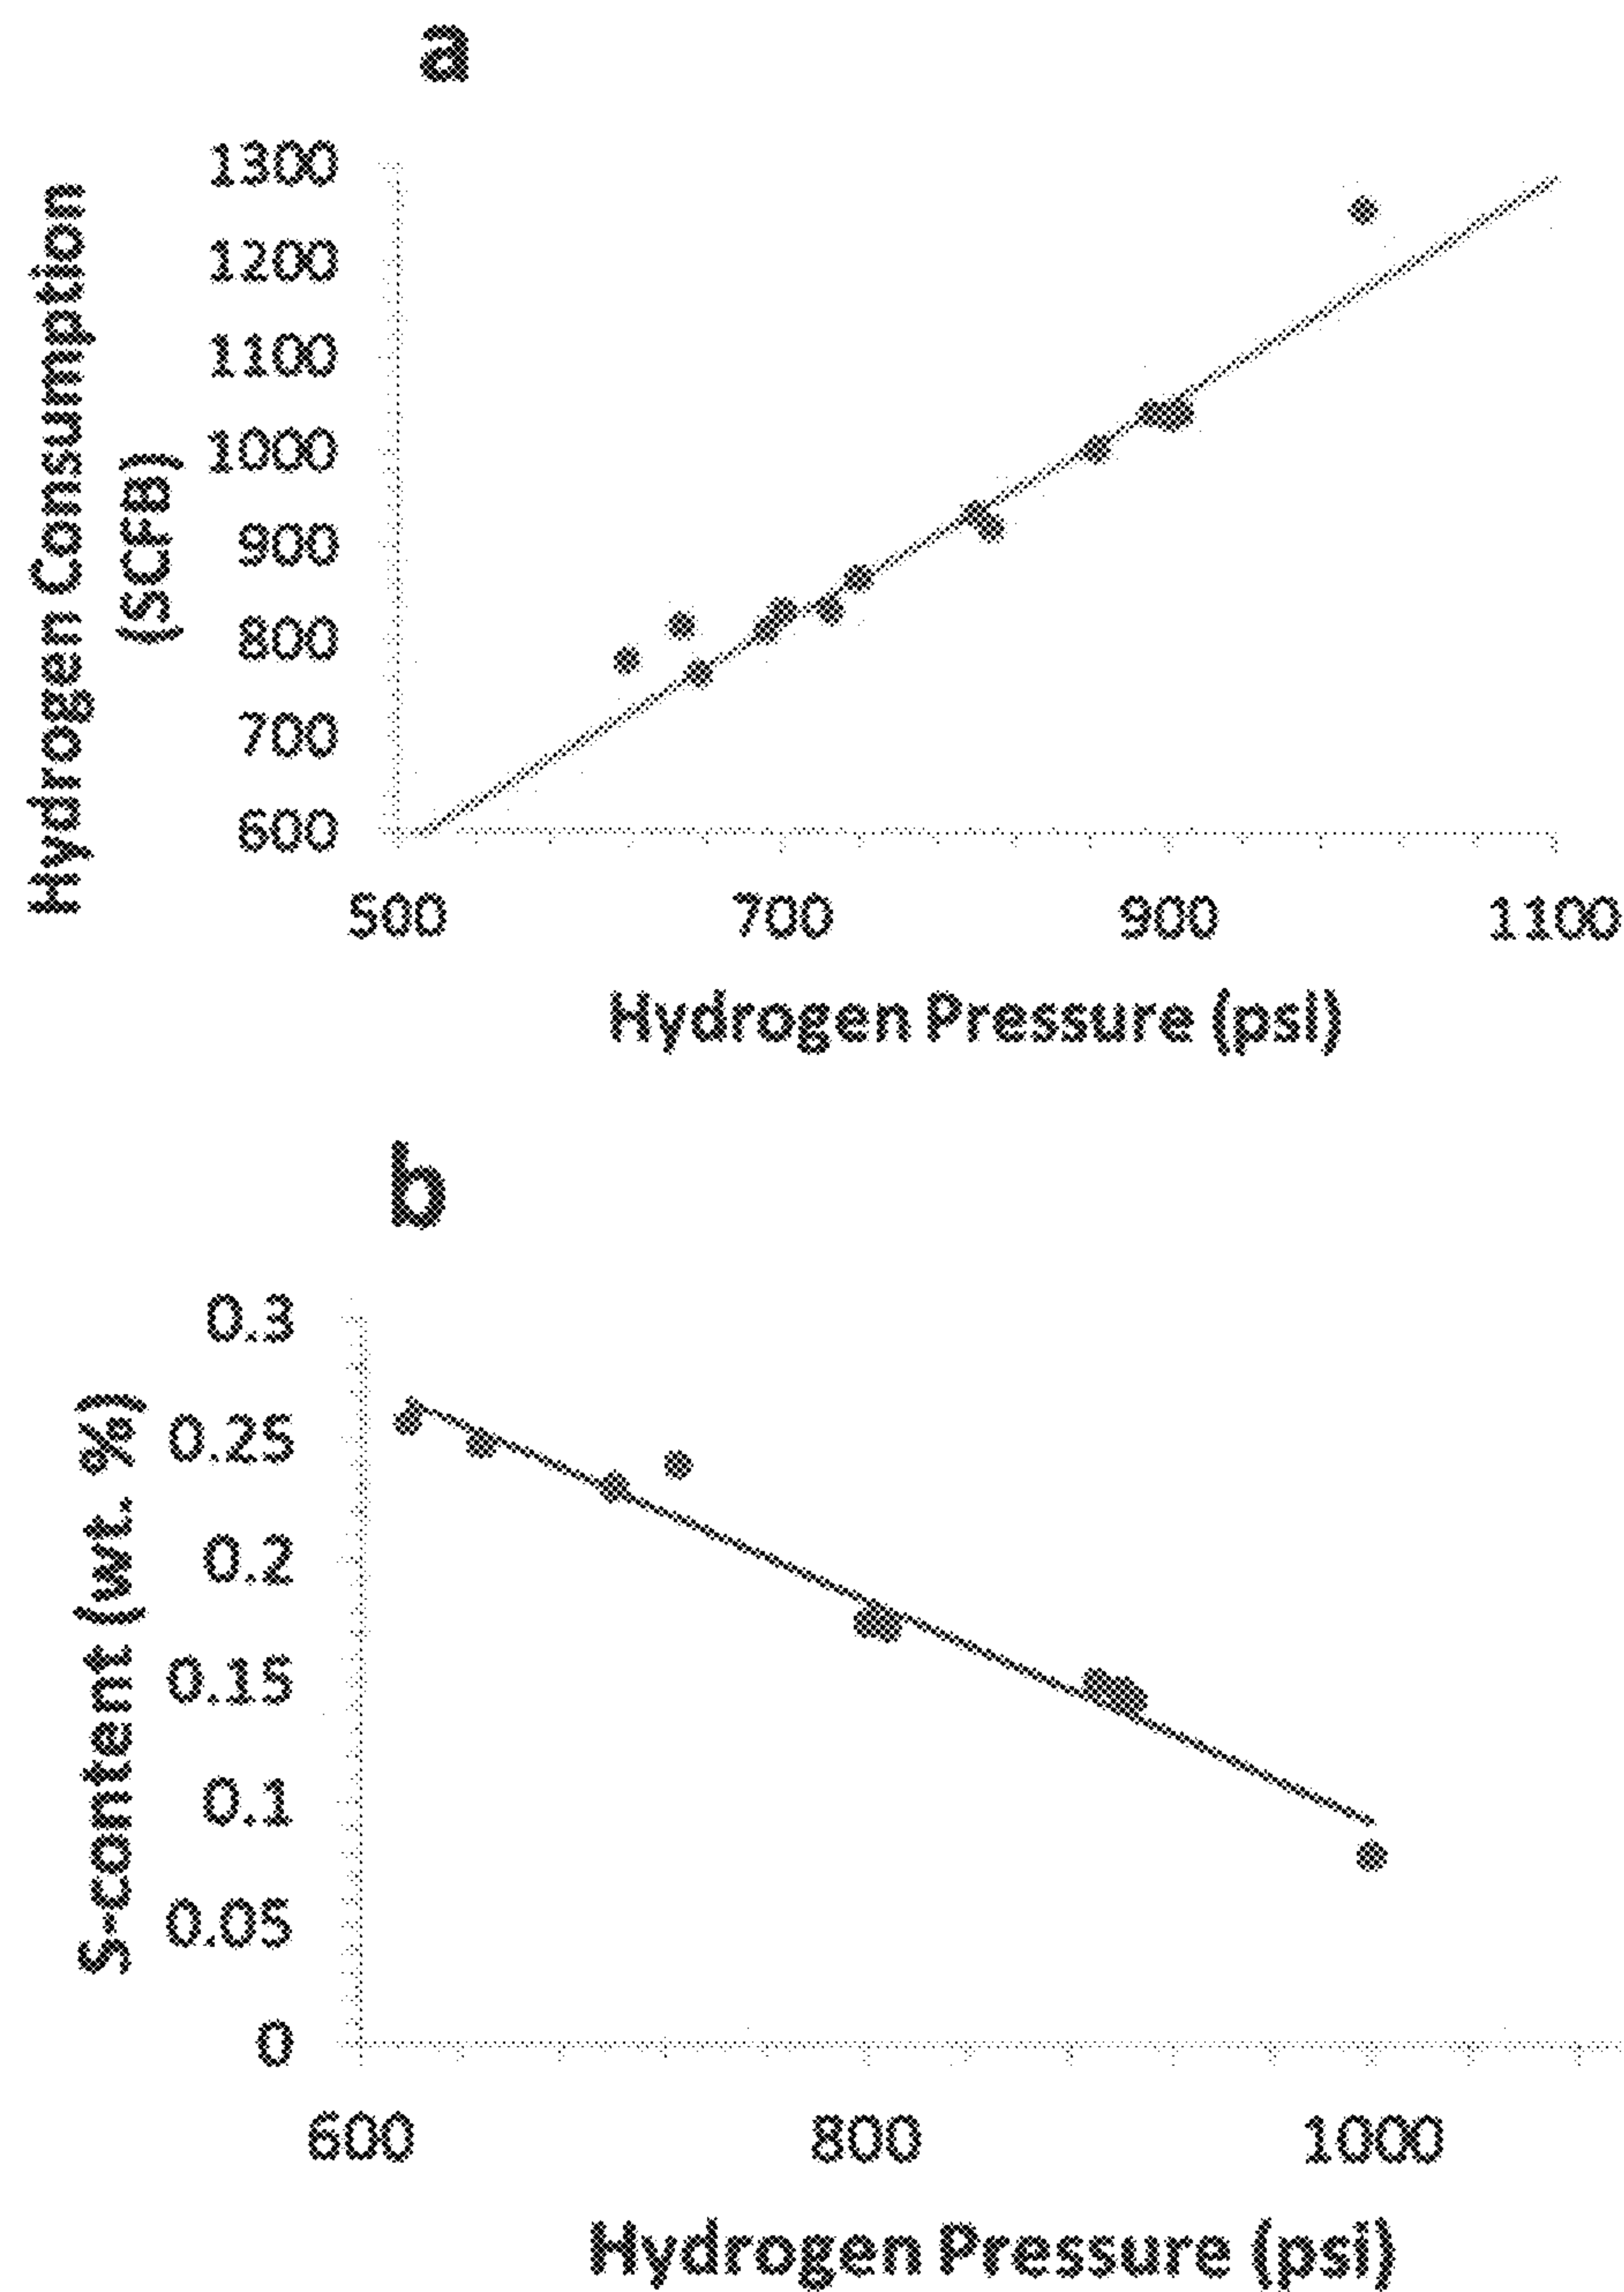 a
Hydrogen Consumption
(SCFB)
1300
1200
1100
1000
900
800
700
600
500 700 900 1100
Hydrogen Pressure (psi)
b
S-content (wt. %)
0.3
0.25
0.2
0.15
0.1
0.05
0
600 800 1000
Hydrogen Pressure (psi)